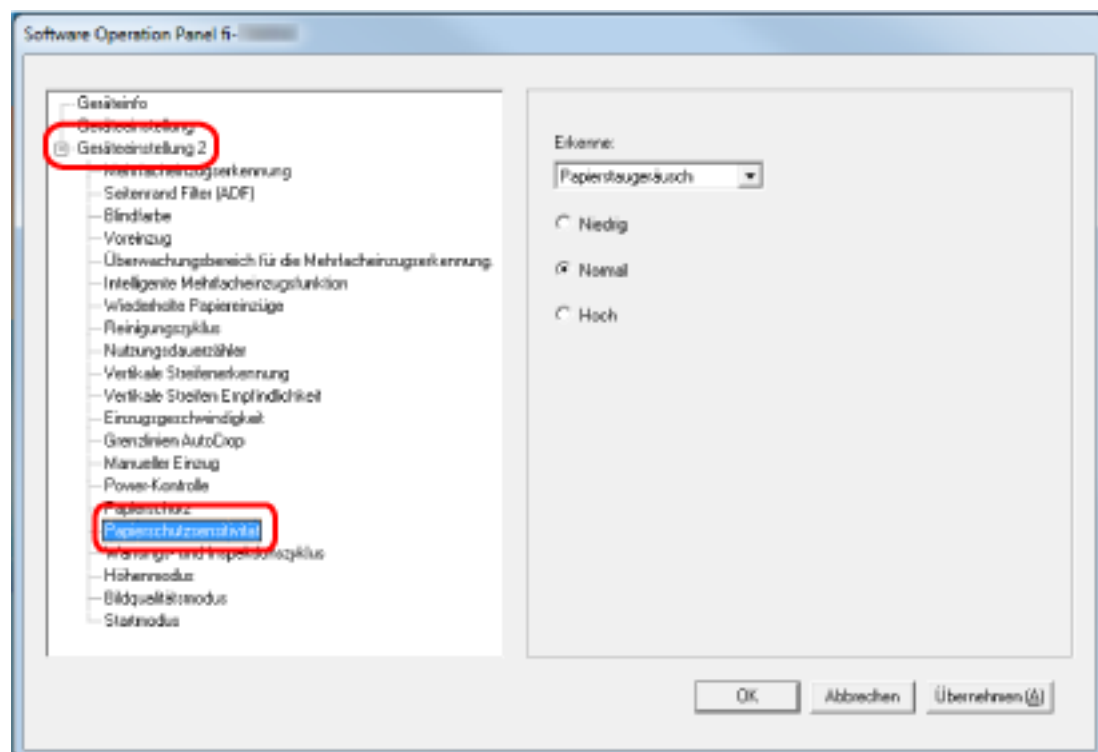 Software Operation Panel fi-
Geräteinfo
Geräteeinstellung
Geräteeinstellung 2
Mehrfacheinzugserkennung
Seitenrand Filter (ADF)
Blindfarbe
Voreinzug
Überwachungsbereich für die Mehrfacheinzugserkennung.
Intelligente Mehrfacheinzugsfunktion
Wiederholte Papiereinzüge
Reinigungszyklus
Nutzungsdauerzähler
Vertikale Streifenerkennung
Vertikale Streifen Empfindlichkeit
Einzugsgeschwindigkeit
Grenzlinien AutoCrop
Manueller Einzug
Power-Kontrolle
Papierschutz
Papierschutzsensitivität
Wartungs- und Inspektionszyklus
Höhenmodus
Bildqualitätsmodus
Startmodus
Erkenne:
Papierstaugeräusch
Niedrig
Normal
Hoch
OK
Abbrechen
Übernehmen (A)